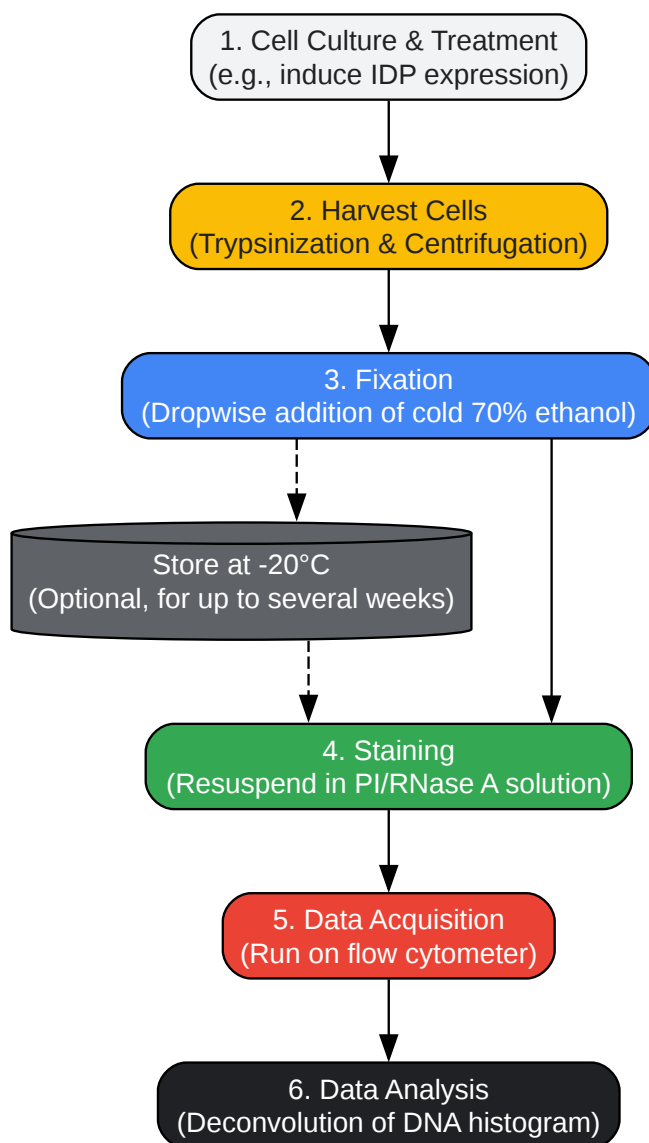 1. Cell Culture & Treatment
(e.g., induce IDP expression)
2. Harvest Cells
(Trypsinization & Centrifugation)
3. Fixation
(Dropwise addition of cold 70% ethanol)
Store at -20°C
(Optional, for up to several weeks)
4. Staining
(Resuspend in PI/RNase A solution)
5. Data Acquisition
(Run on flow cytometer)
6. Data Analysis
(Deconvolution of DNA histogram)